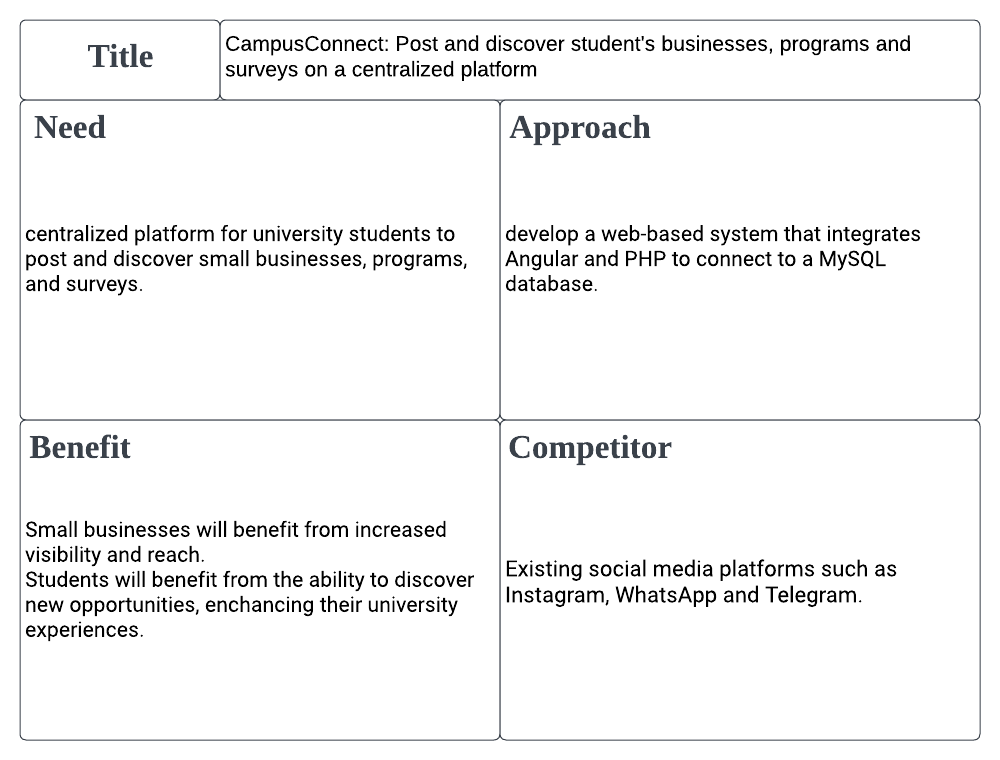 Title
CampusConnect: Post and discover student's businesses, programs and
surveys on a centralized platform
Need
centralized platform for university students to
post and discover small businesses, programs,
and surveys.
Approach
develop a web-based system that integrates
Angular and PHP to connect to a MySQL
database.
Benefit
Small businesses will benefit from increased
visibility and reach.
Students will benefit from the ability to discover
new opportunities, enchancing their university
experiences.
Competitor
Existing social media platforms such as
Instagram, WhatsApp and Telegram.